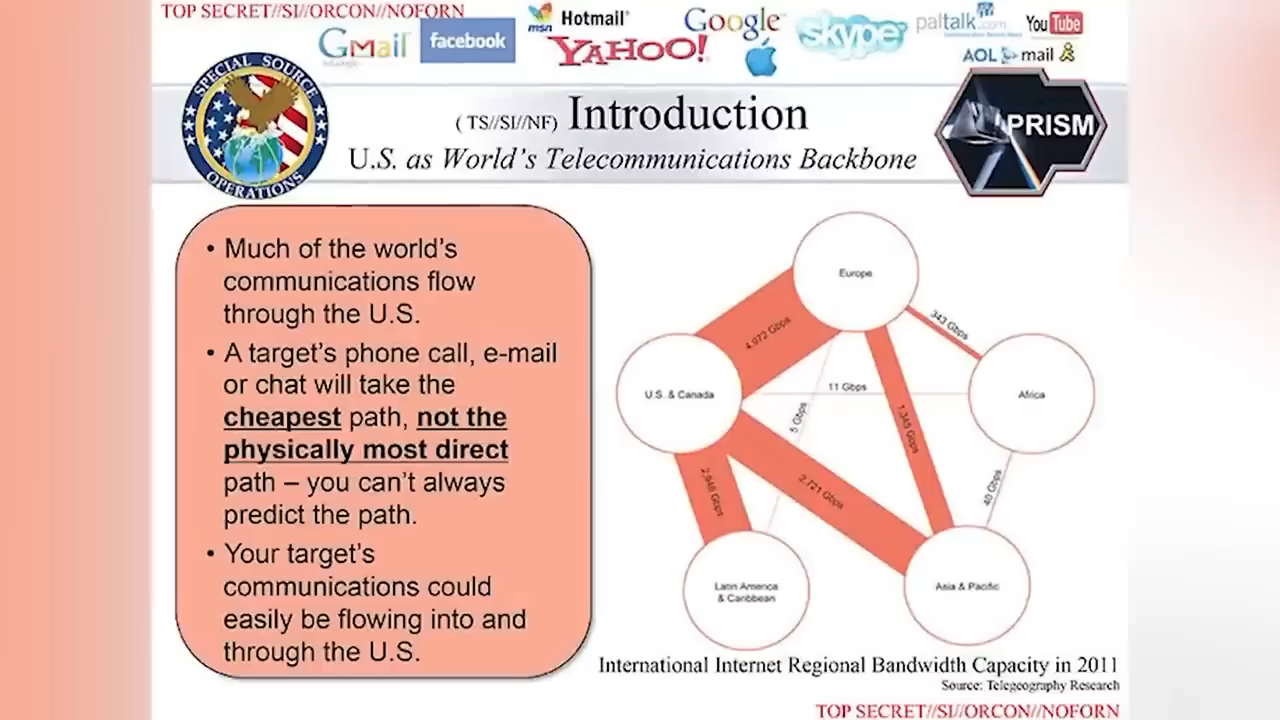 TOP SECRET//SI//ORCON//NOFORN
Gmail
facebook
msn
Hotmail
YAHOO!
Google
skype
paltalk.com
YouTube
AOL mail
SPECIAL SOURCE
OPERATIONS
(TS//SI//NF) Introduction
U.S. as World's Telecommunications Backbone
PRISM
• Much of the world's
communications flow
through the U.S.
• A target's phone call, e-mail
or chat will take the
cheapest path, not the
physically most direct
path – you can't always
predict the path.
• Your target's
communications could
easily be flowing into and
through the U.S.
Europe
4,972 Gbps
343 Gbps
U.S. & Canada
11 Gbps
Africa
5 Gbps
1,345 Gbps
2,946 Gbps
2,721 Gbps
40 Gbps
Latin America
& Caribbean
Asia & Pacific
International Internet Regional Bandwidth Capacity in 2011
Source: Telegeography Research
TOP SECRET//SI//ORCON//NOFORN